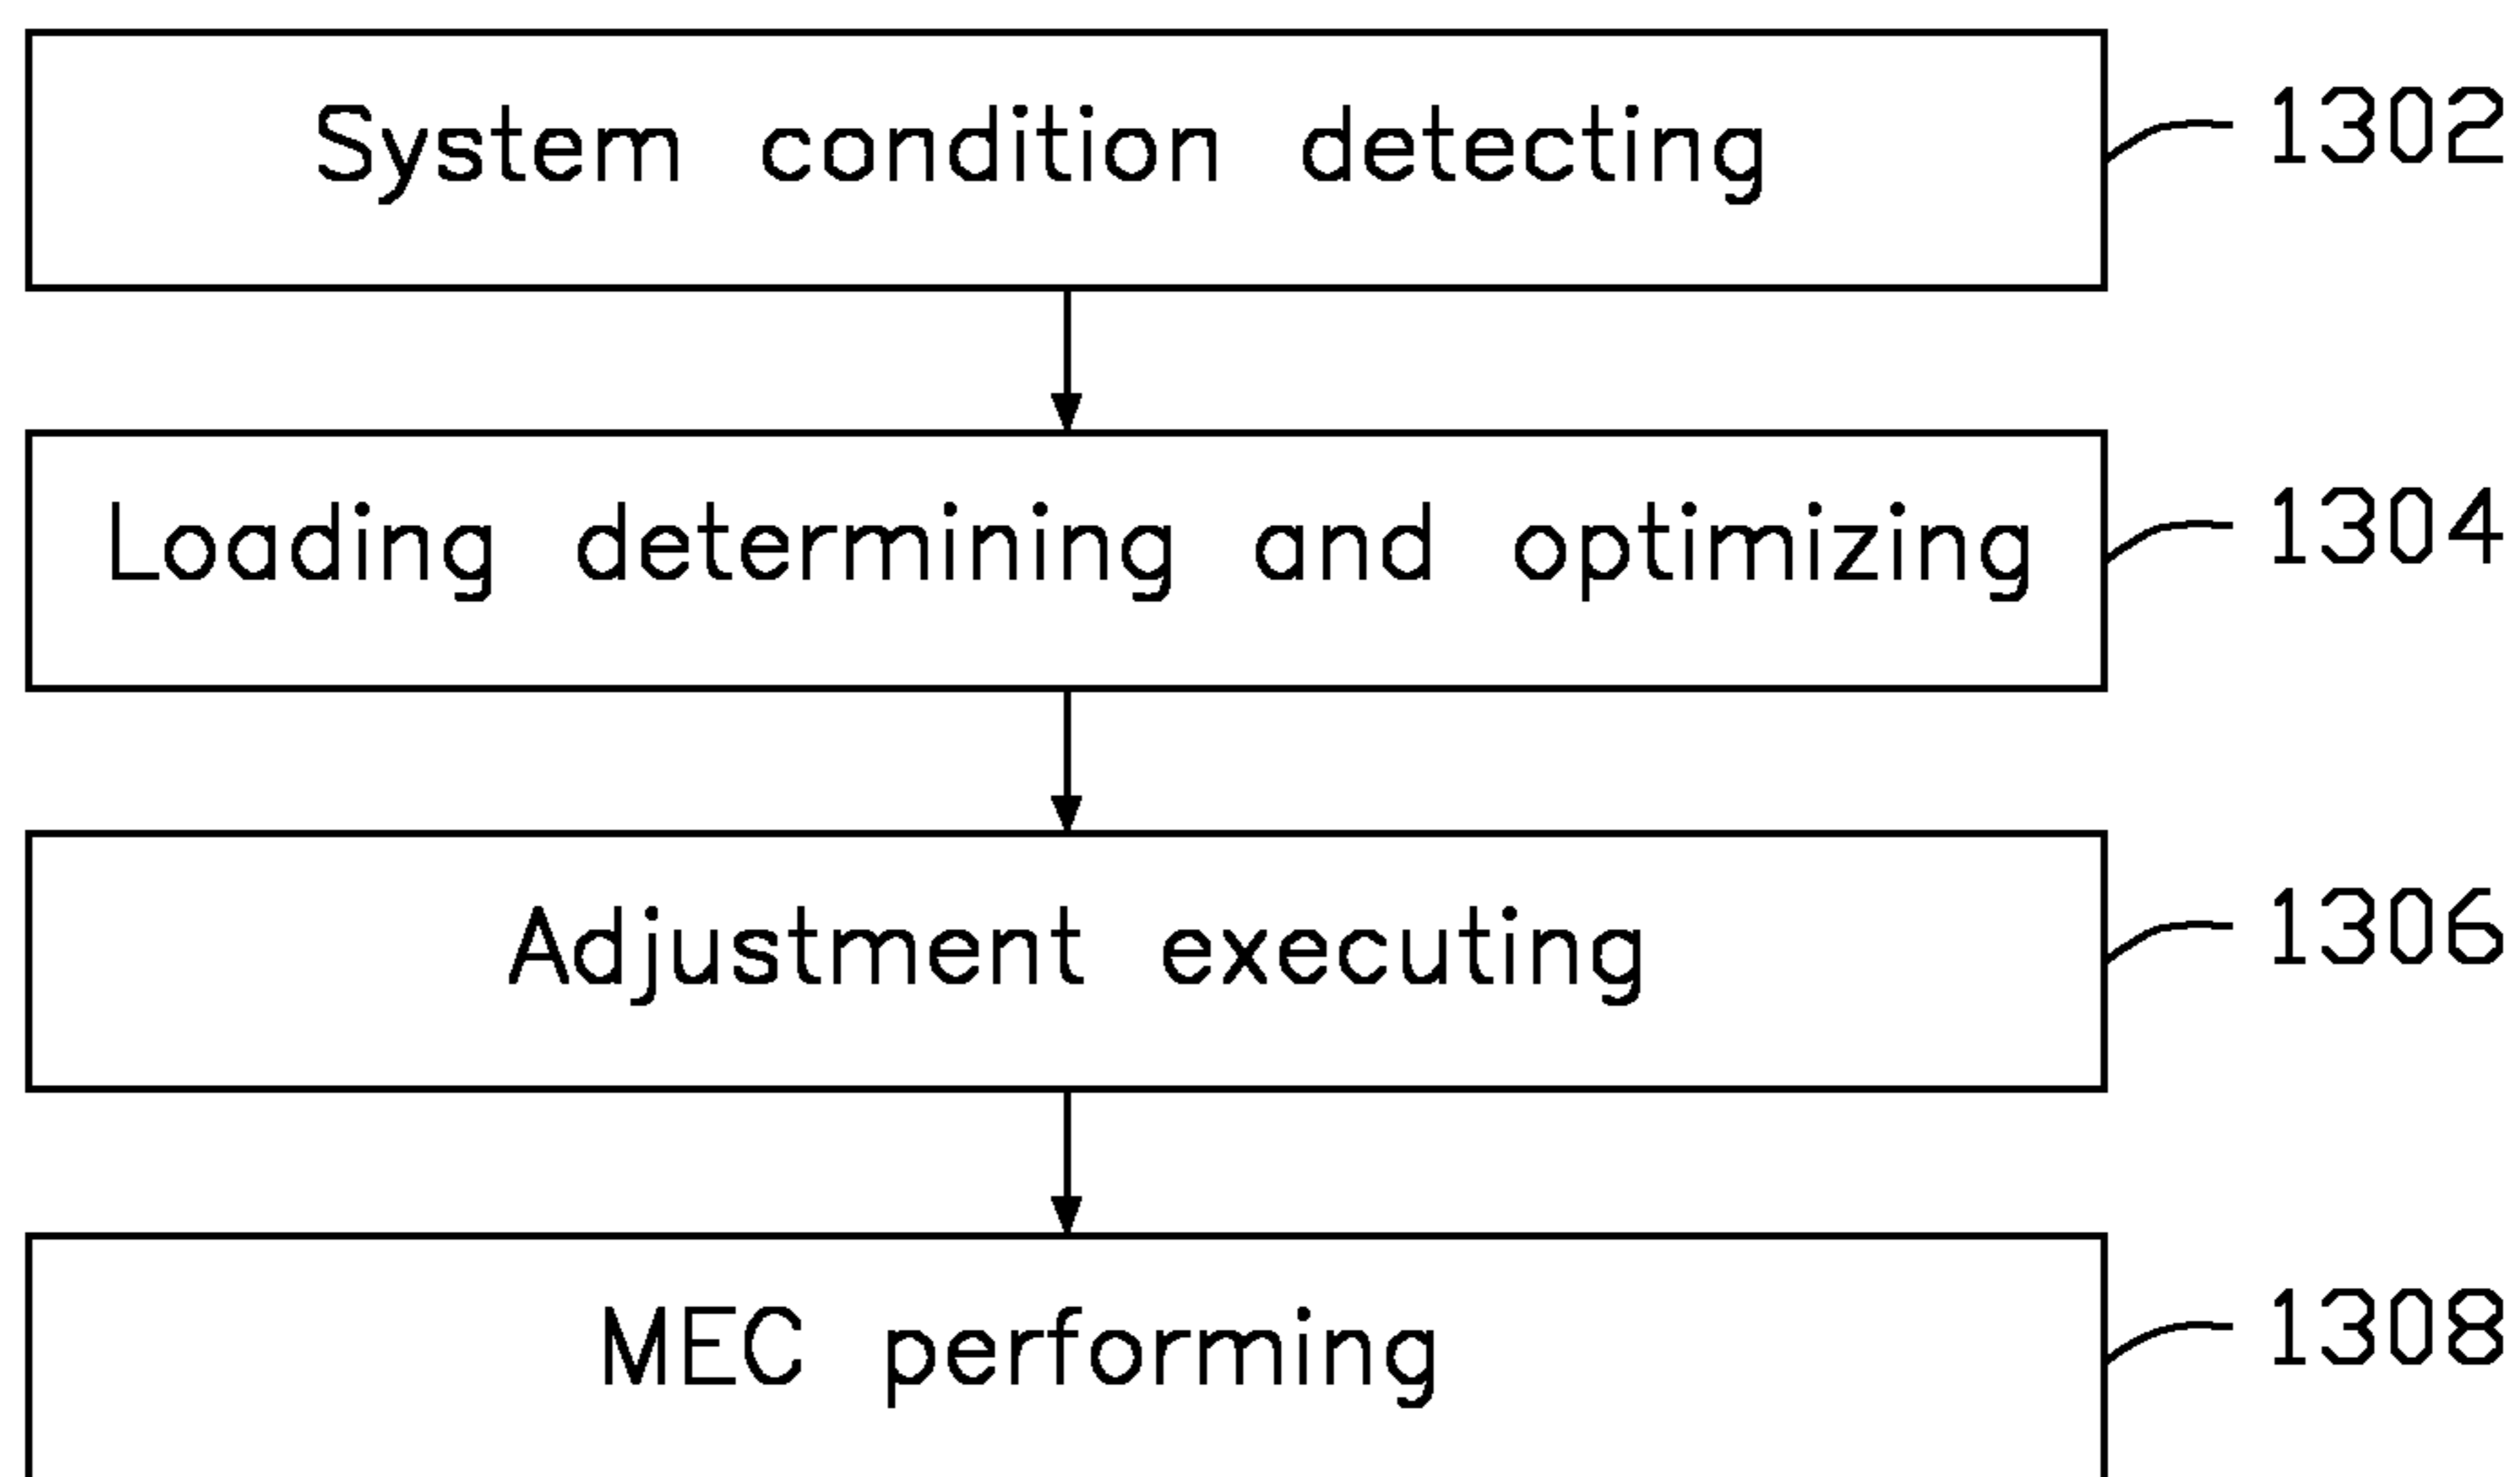 System condition detecting 1302
Loading determining and optimizing 1304
Adjustment executing 1306
MEC performing 1308